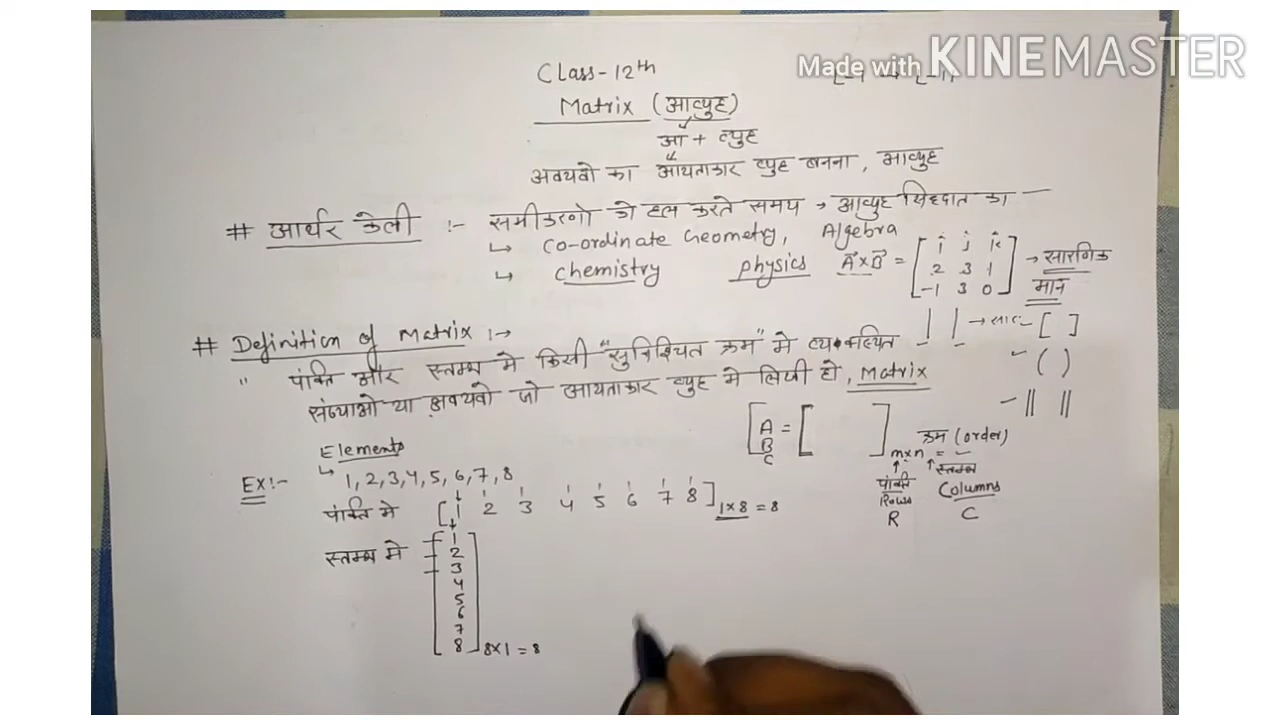 Made with KINEMASTER
Class-12th
Matrix (आव्युह)
आ + व्युह
अवयवो का आयताकार व्युह बनना, आव्युह
# आर्थर केली :- समीकरणो को हल करते समय → आव्युह सिद्दात का —
↳ Co-ordinate Geometry, Algebra
↳ Chemistry physics A⃗×B⃗ = [ î ĵ k̂
2 3 1
-1 3 0 ] → सारणिक
मान
# Definition of Matrix :→
| | → [ ]
" पंक्ति और स्तम्भ मे किसी "सुनिश्चित क्रम" मे व्यवस्थित
( )
संख्याओ या अवयवो जो आयताकार व्युह मे लिखी हो, Matrix
|| ||
[ A = [ ] m×n = –
B
C
क्रम (order)
पंक्ति स्तम्भ
Rows Columns
R C
Elements
Ex:- ↳ 1, 2, 3, 4, 5, 6, 7, 8
पंक्ति मे [ 1 2 3 4 5 6 7 8 ] 1×8 = 8
स्तम्भ मे [ 1
2
3
4
5
6
7
8 ] 8×1 = 8